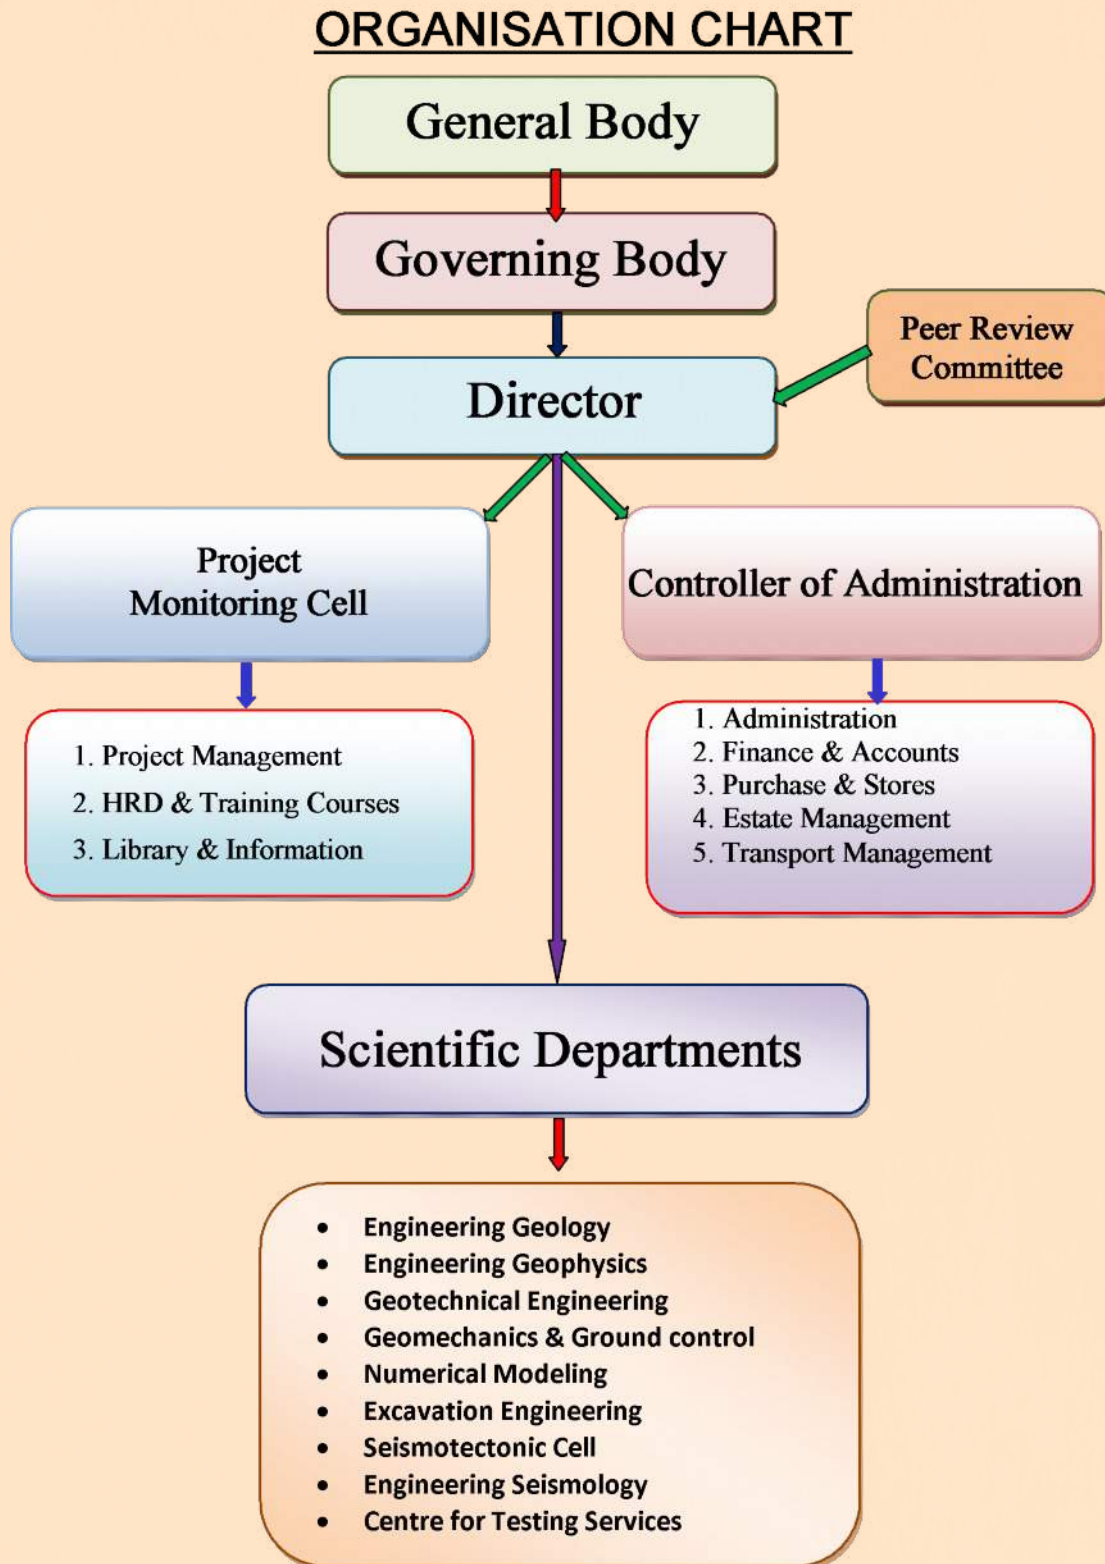 ORGANISATION CHART
General Body
Governing Body
Peer Review
Committee
Director
Project
Monitoring Cell
Controller of Administration
1. Project Management
2. HRD & Training Courses
3. Library & Information
1. Administration
2. Finance & Accounts
3. Purchase & Stores
4. Estate Management
5. Transport Management
Scientific Departments
• Engineering Geology
• Engineering Geophysics
• Geotechnical Engineering
• Geomechanics & Ground control
• Numerical Modeling
• Excavation Engineering
• Seismotectonic Cell
• Engineering Seismology
• Centre for Testing Services